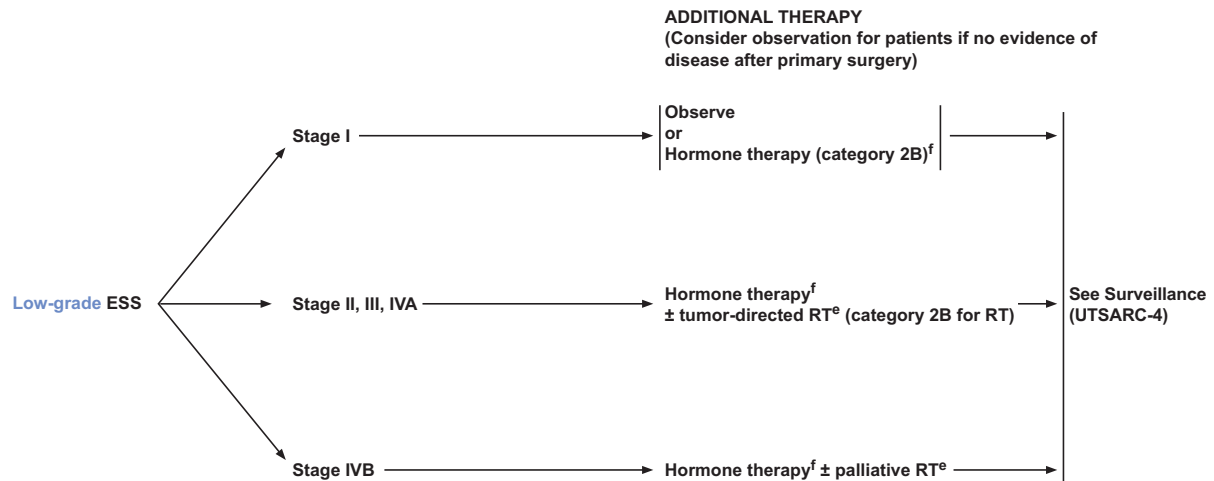 ADDITIONAL THERAPY
(Consider observation for patients if no evidence of
disease after primary surgery)
Stage I
Observe
or
Hormone therapy (category 2B)f
Low-grade ESS
Stage II, III, IVA
Hormone therapyf
± tumor-directed RTe (category 2B for RT)
See Surveillance
(UTSARC-4)
Stage IVB
Hormone therapyf ± palliative RTe